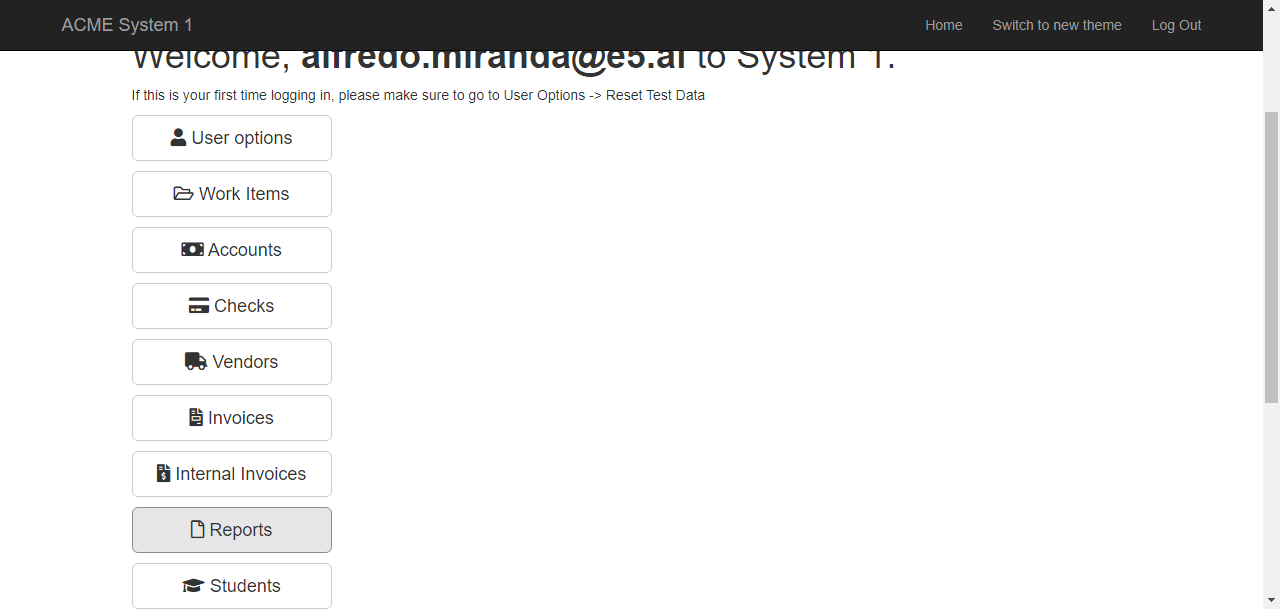 ACME System 1
Home
Switch to new theme
Log Out
Welcome, alfredo.miranda@e5.ai to System 1.
If this is your first time logging in, please make sure to go to User Options -> Reset Test Data
User options
Work Items
Accounts
Checks
Vendors
Invoices
Internal Invoices
Reports
Students